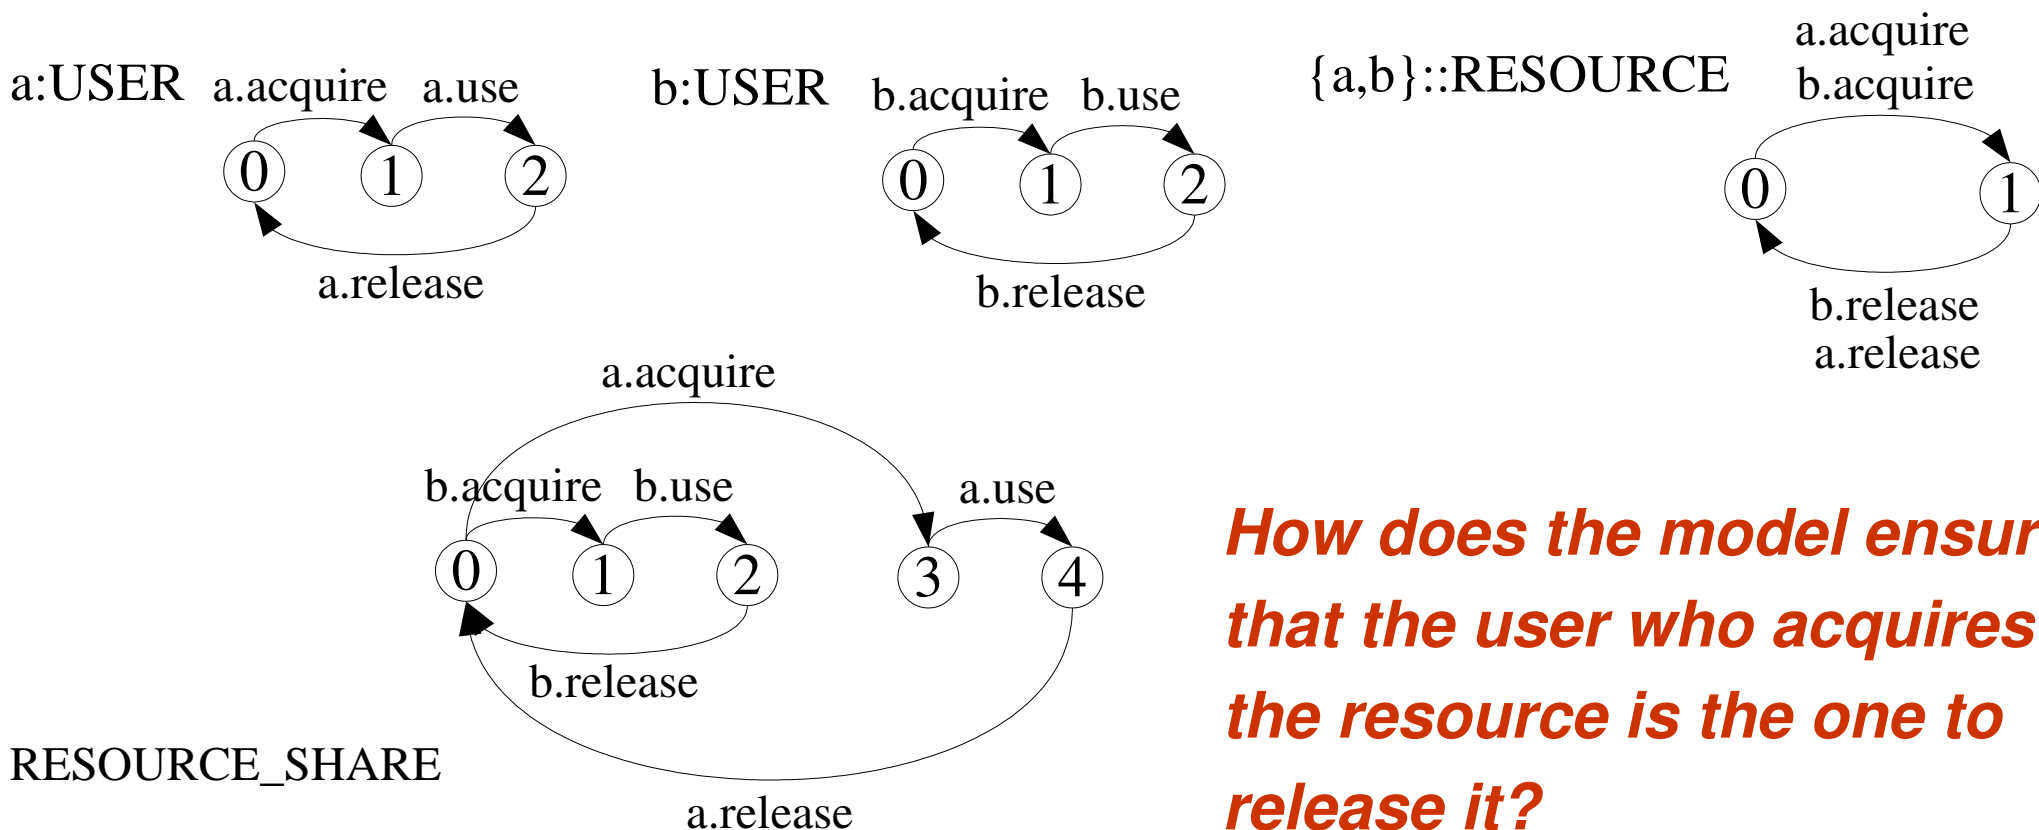 a:USER
a.acquire
a.use
0
1
2
a.release
b:USER
b.acquire
b.use
0
1
2
b.release
{a,b}::RESOURCE
a.acquire
b.acquire
0
1
b.release
a.release
a.acquire
b.acquire
b.use
a.use
0
1
2
3
4
b.release
a.release
RESOURCE_SHARE
How does the model ensur
that the user who acquires
the resource is the one to
release it?